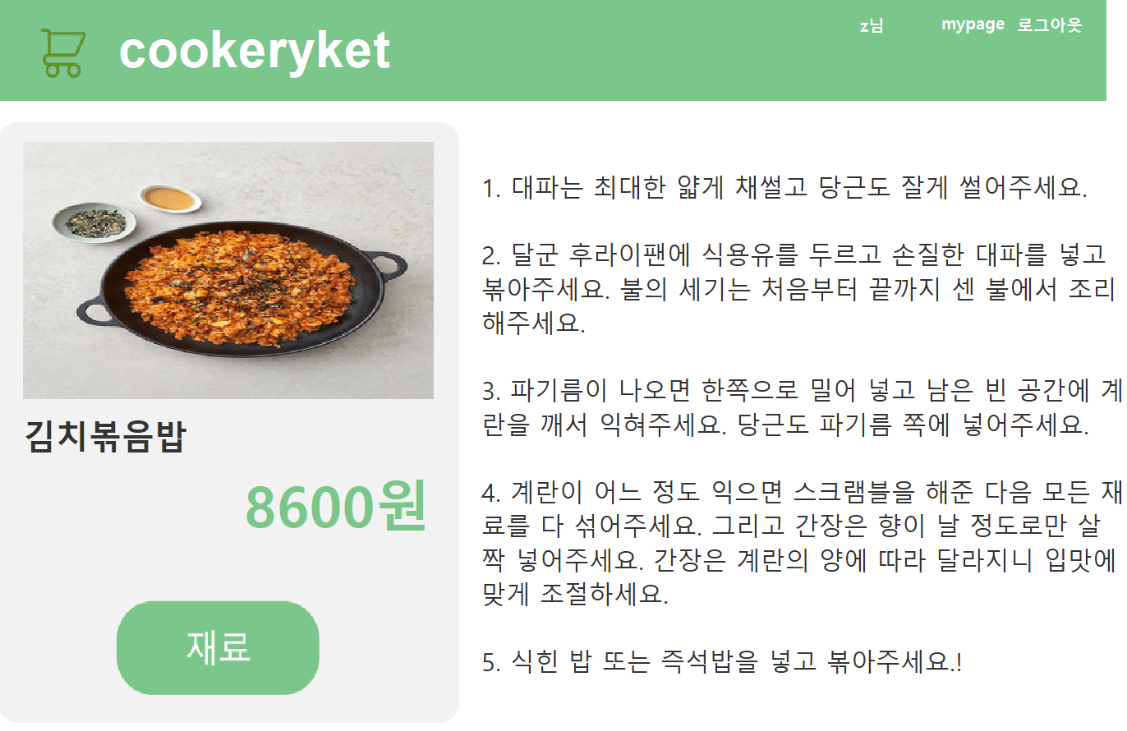 cookeryket
z님 mypage 로그아웃
김치볶음밥
8600원
재료
1. 대파는 최대한 얇게 채썰고 당근도 잘게 썰어주세요.
2. 달군 후라이팬에 식용유를 두르고 손질한 대파를 넣고
볶아주세요. 불의 세기는 처음부터 끝까지 센 불에서 조리
해주세요.
3. 파기름이 나오면 한쪽으로 밀어 넣고 남은 빈 공간에 계
란을 깨서 익혀주세요. 당근도 파기름 쪽에 넣어주세요.
4. 계란이 어느 정도 익으면 스크램블을 해준 다음 모든 재
료를 다 섞어주세요. 그리고 간장은 향이 날 정도로만 살
짝 넣어주세요. 간장은 계란의 양에 따라 달라지니 입맛에
맞게 조절하세요.
5. 식힌 밥 또는 즉석밥을 넣고 볶아주세요.!